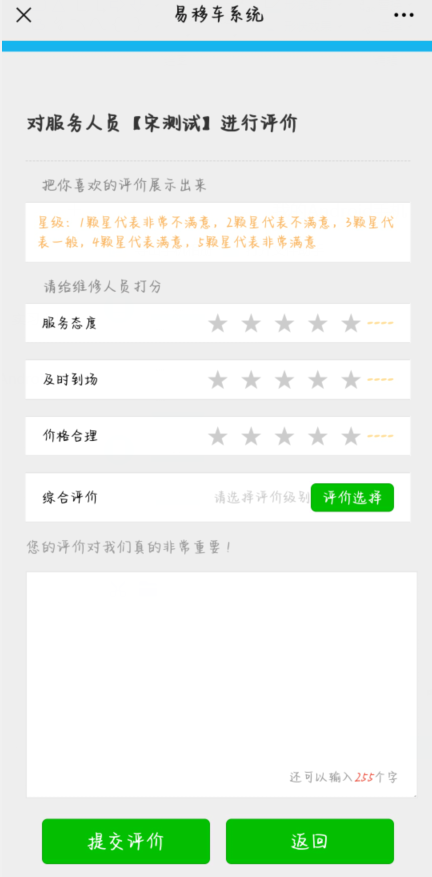 易移车系统
对服务人员【宋测试】进行评价
把你喜欢的评价展示出来
星级：1颗星代表非常不满意，2颗星代表不满意，3颗星代
表一般，4颗星代表满意，5颗星代表非常满意
请给维修人员打分
服务态度 ----
及时到场 ----
价格合理 ----
综合评价 请选择评价级别 评价选择
您的评价对我们真的非常重要！
还可以输入255个字
提交评价 返回